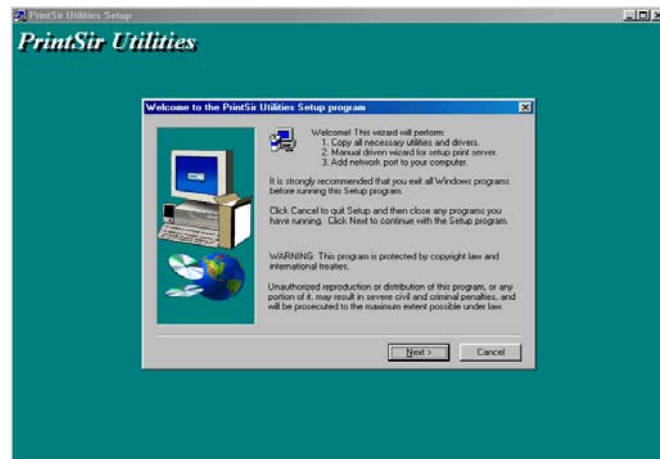 PrintSir Utilities Setup
PrintSir Utilities
Welcome to the PrintSir Utilities Setup program
Welcome! This wizard will perform:
1. Copy all necessary utilities and drivers.
2. Manual driven wizard for setup print server.
3. Add network port to your computer.
It is strongly recommended that you exit all Windows programs
before running this Setup program.
Click Cancel to quit Setup and then close any programs you
have running. Click Next to continue with the Setup program.
WARNING: This program is protected by copyright law and
international treaties.
Unauthorized reproduction or distribution of this program, or any
portion of it, may result in severe civil and criminal penalties, and
will be prosecuted to the maximum extent possible under law.
Next >
Cancel